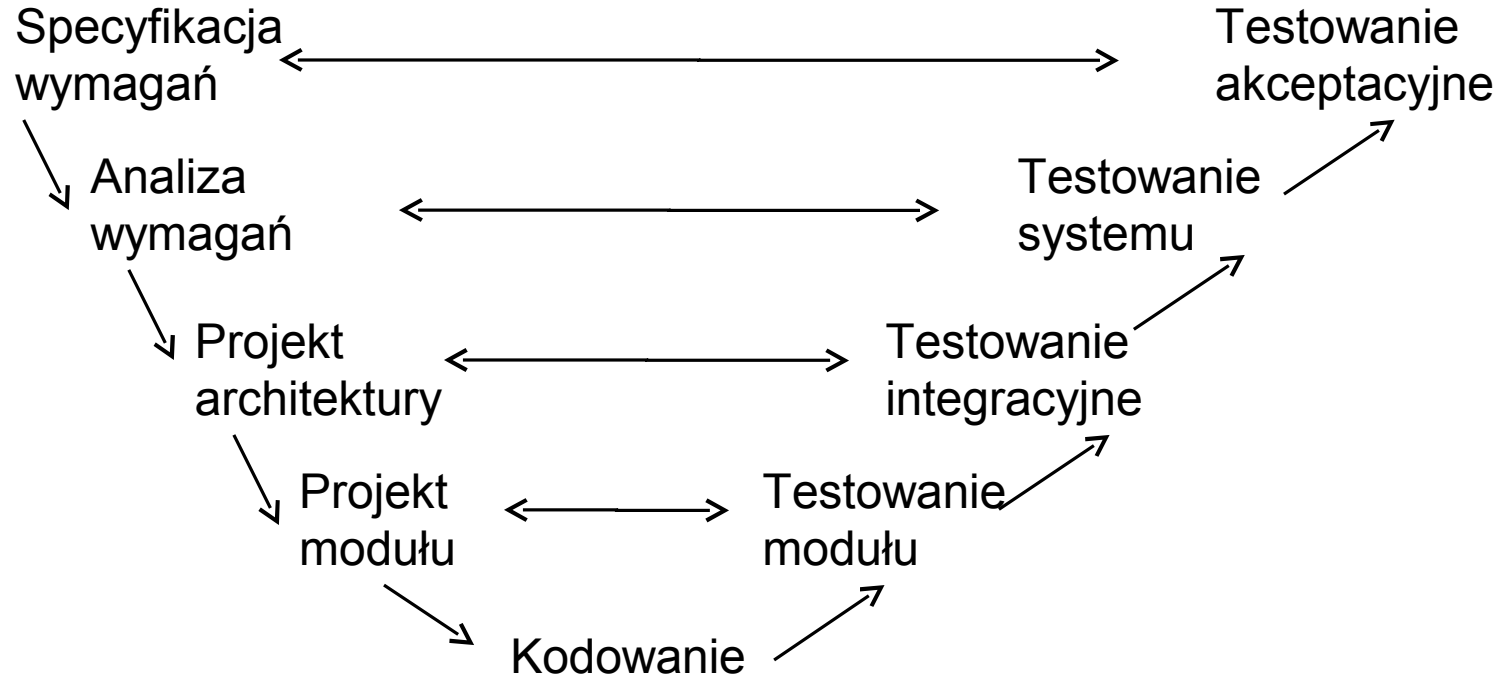 Specyfikacja
wymagań
Testowanie
akceptacyjne
Analiza
wymagań
Testowanie
systemu
Projekt
architektury
Testowanie
integracyjne
Projekt
modułu
Testowanie
modułu
Kodowanie